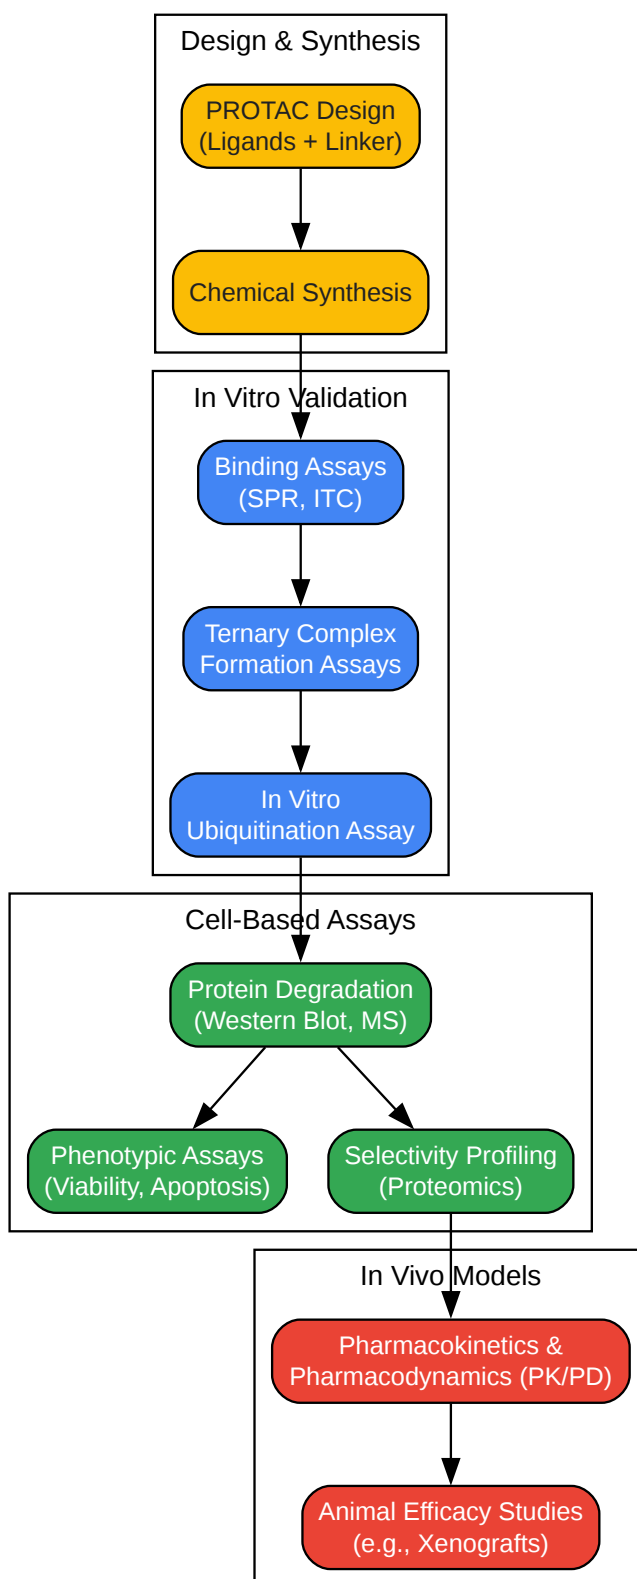 Design & Synthesis
PROTAC Design
(Ligands + Linker)
Chemical Synthesis
In Vitro Validation
Binding Assays
(SPR, ITC)
Ternary Complex
Formation Assays
In Vitro
Ubiquitination Assay
Cell-Based Assays
Protein Degradation
(Western Blot, MS)
Phenotypic Assays
(Viability, Apoptosis)
Selectivity Profiling
(Proteomics)
In Vivo Models
Pharmacokinetics &
Pharmacodynamics (PK/PD)
Animal Efficacy Studies
(e.g., Xenografts)